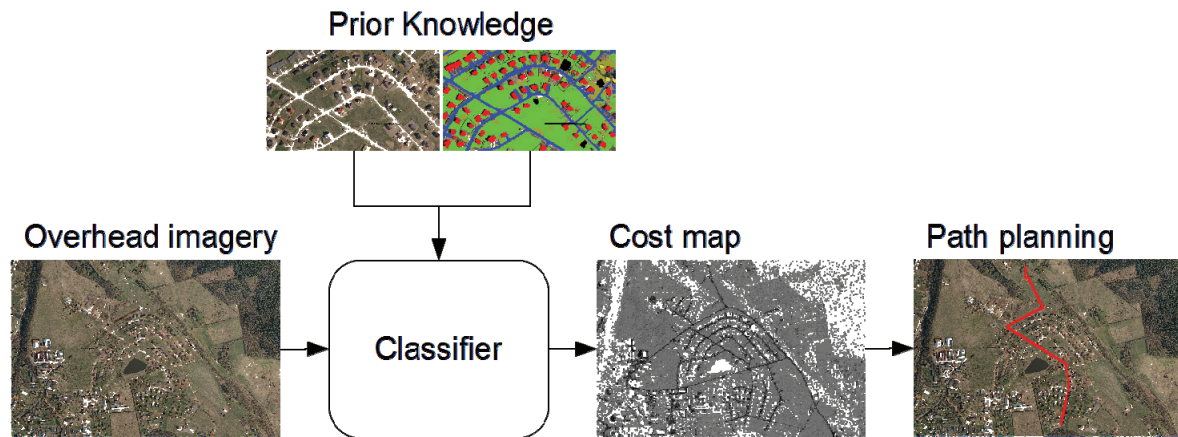 Prior Knowledge
Overhead imagery
Cost map
Path planning
Classifier